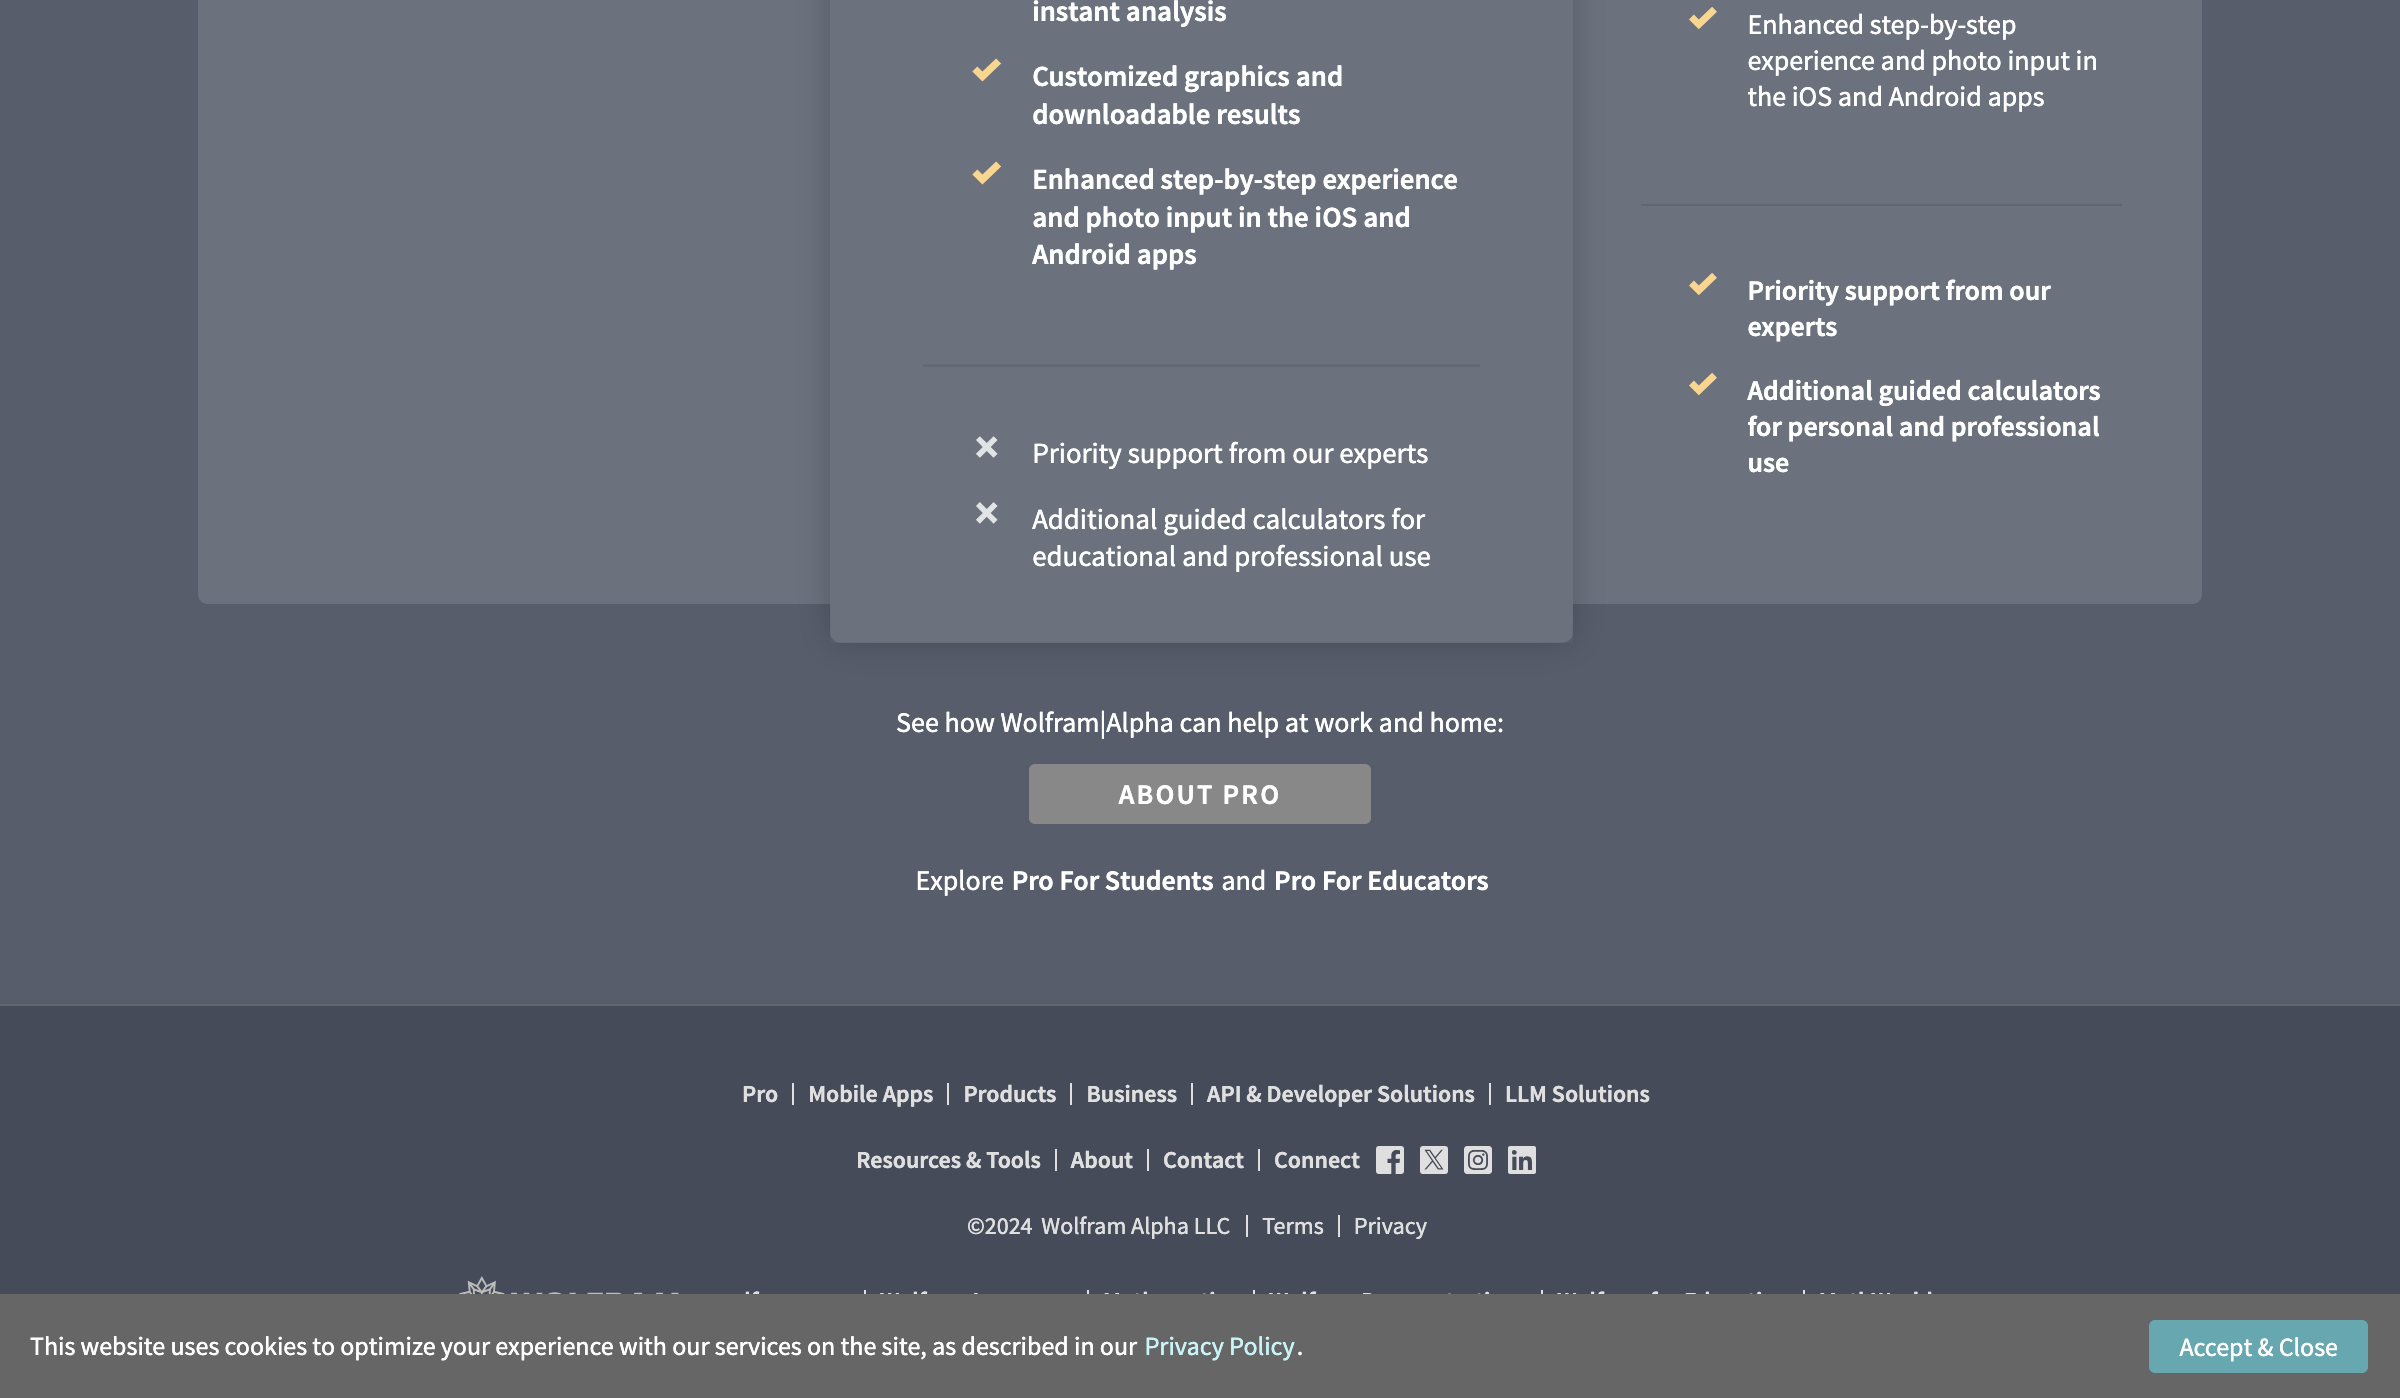 instant analysis
Customized graphics and
downloadable results
Enhanced step-by-step experience
and photo input in the iOS and
Android apps
Priority support from our experts
Additional guided calculators for
educational and professional use
Enhanced step-by-step
experience and photo input in
the iOS and Android apps
Priority support from our
experts
Additional guided calculators
for personal and professional
use
See how Wolfram|Alpha can help at work and home:
ABOUT PRO
Explore Pro For Students and Pro For Educators
Pro | Mobile Apps | Products | Business | API & Developer Solutions | LLM Solutions
Resources & Tools | About | Contact | Connect
©2024 Wolfram Alpha LLC | Terms | Privacy
This website uses cookies to optimize your experience with our services on the site, as described in our Privacy Policy.
Accept & Close